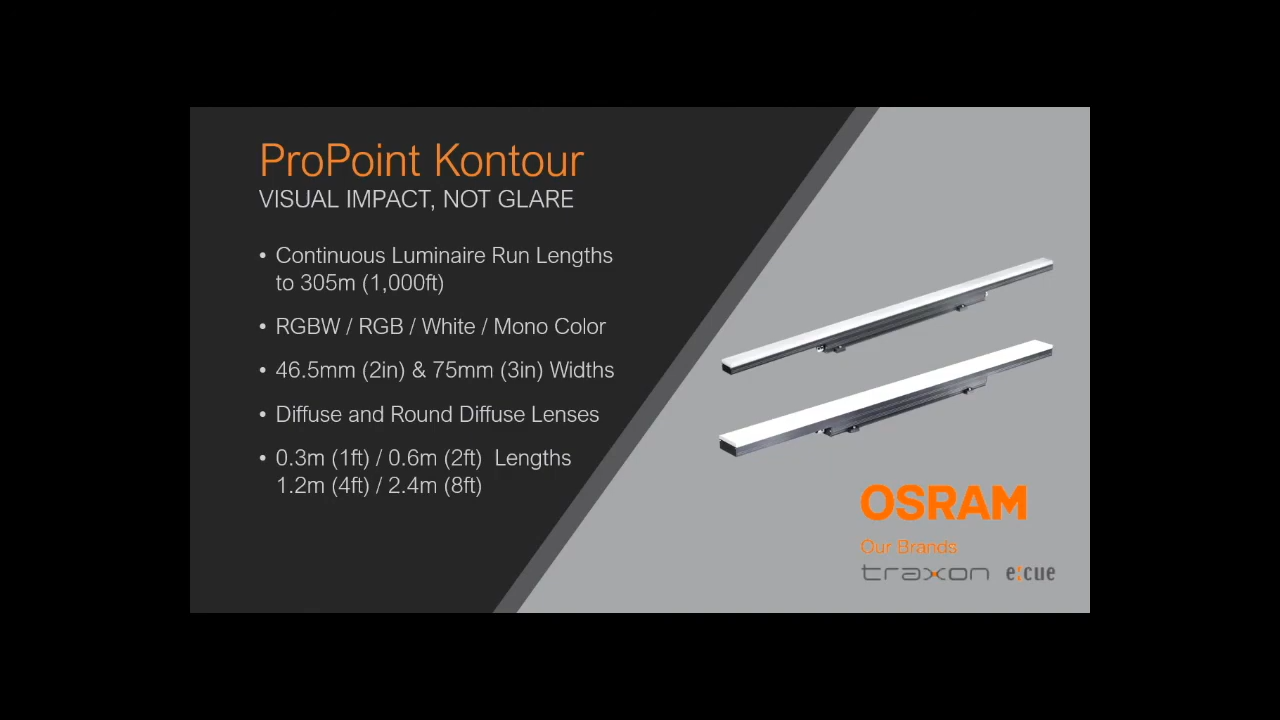 ProPoint Kontour
VISUAL IMPACT, NOT GLARE
• Continuous Luminaire Run Lengths
to 305m (1,000ft)
• RGBW / RGB / White / Mono Color
• 46.5mm (2in) & 75mm (3in) Widths
• Diffuse and Round Diffuse Lenses
• 0.3m (1ft) / 0.6m (2ft)  Lengths
1.2m (4ft) / 2.4m (8ft)
OSRAM
Our Brands
traxon e:cue